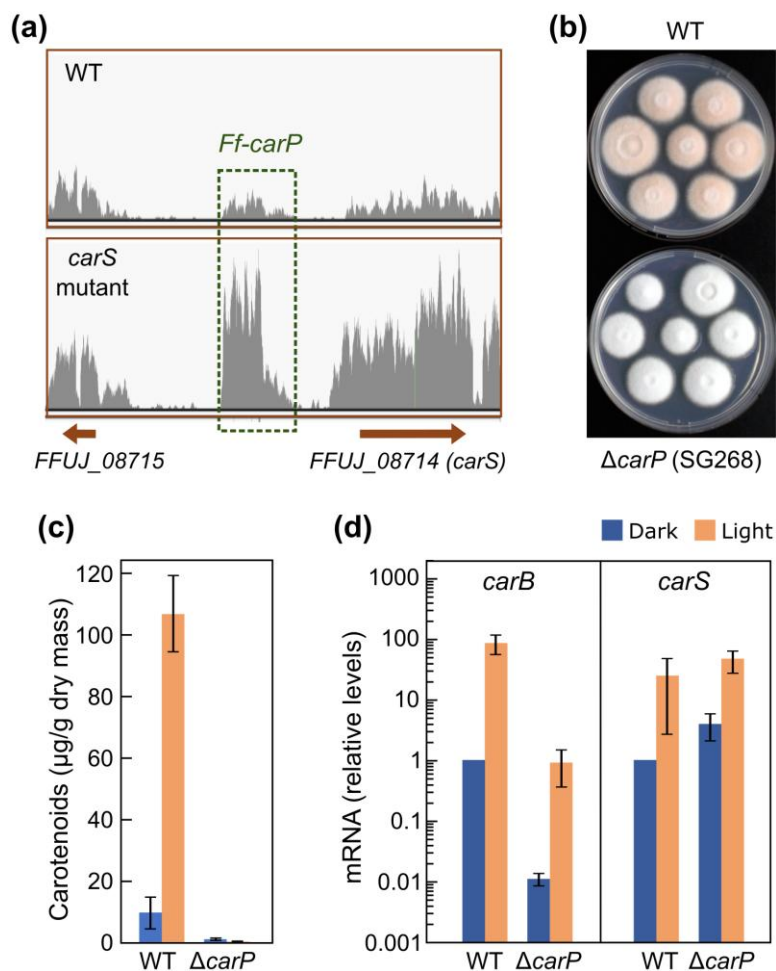 (a)
WT
Ff-carP
carS
mutant
FFUJ_08715
FFUJ_08714 (carS)
(b)
WT
ΔcarP (SG268)
(c)
Carotenoids (µg/g dry mass)
120
100
80
60
40
20
0
WT
ΔcarP
(d)
Dark
Light
mRNA (relative levels)
1000
100
10
1
0.1
0.01
0.001
carB
carS
WT
ΔcarP
WT
ΔcarP